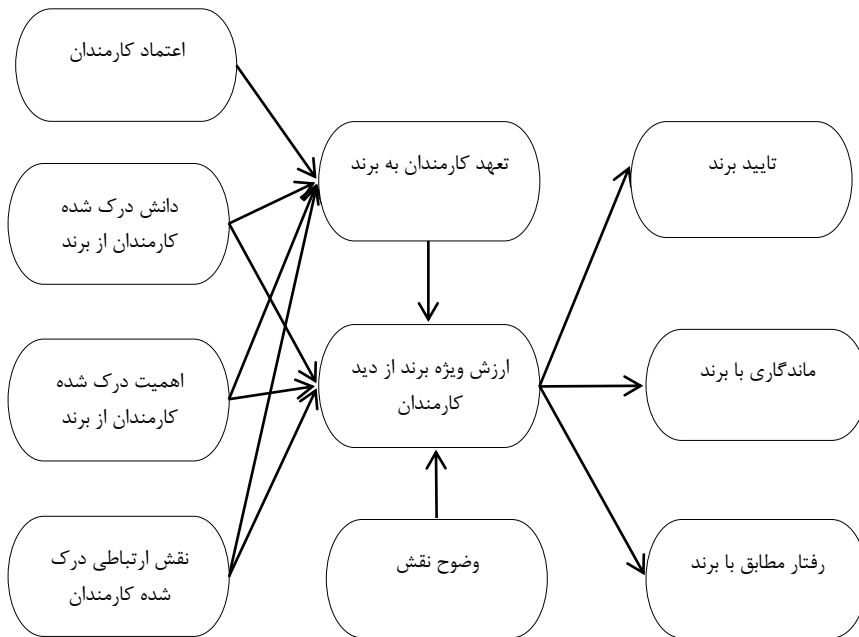 اعتماد کارمندان
تعهد کارمندان به برند
تایید برند
دانش درک شده
کارمندان از برند
اهمیت درک شده
کارمندان از برند
ارزش ویژه برند از دید
کارمندان
ماندگاری با برند
نقش ارتباطی درک
شده کارمندان
وضوح نقش
رفتار مطابق با برند